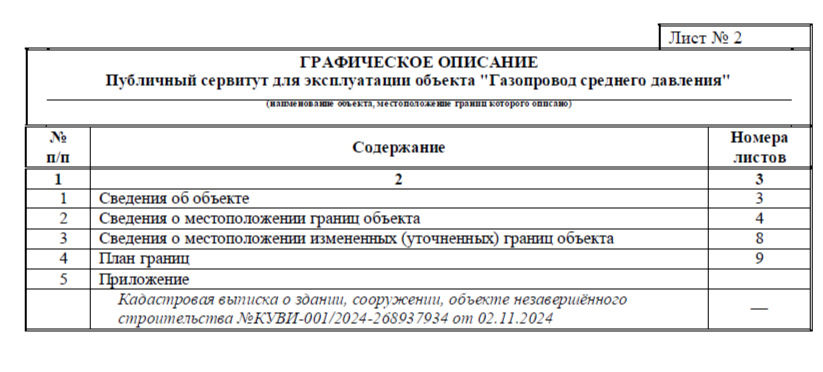 Лист № 2
ГРАФИЧЕСКОЕ ОПИСАНИЕ
Публичный сервитут для эксплуатации объекта "Газопровод среднего давления"
(наименование объекта, местоположение границ которого описано)
№ п/п Содержание Номера листов
1 2 3
1 Сведения об объекте 3
2 Сведения о местоположении границ объекта 4
3 Сведения о местоположении измененных (уточненных) границ объекта 8
4 План границ 9
5 Приложение
Кадастровая выписка о здании, сооружении, объекте незавершённого
строительства №КУВИ-001/2024-268937934 от 02.11.2024 —